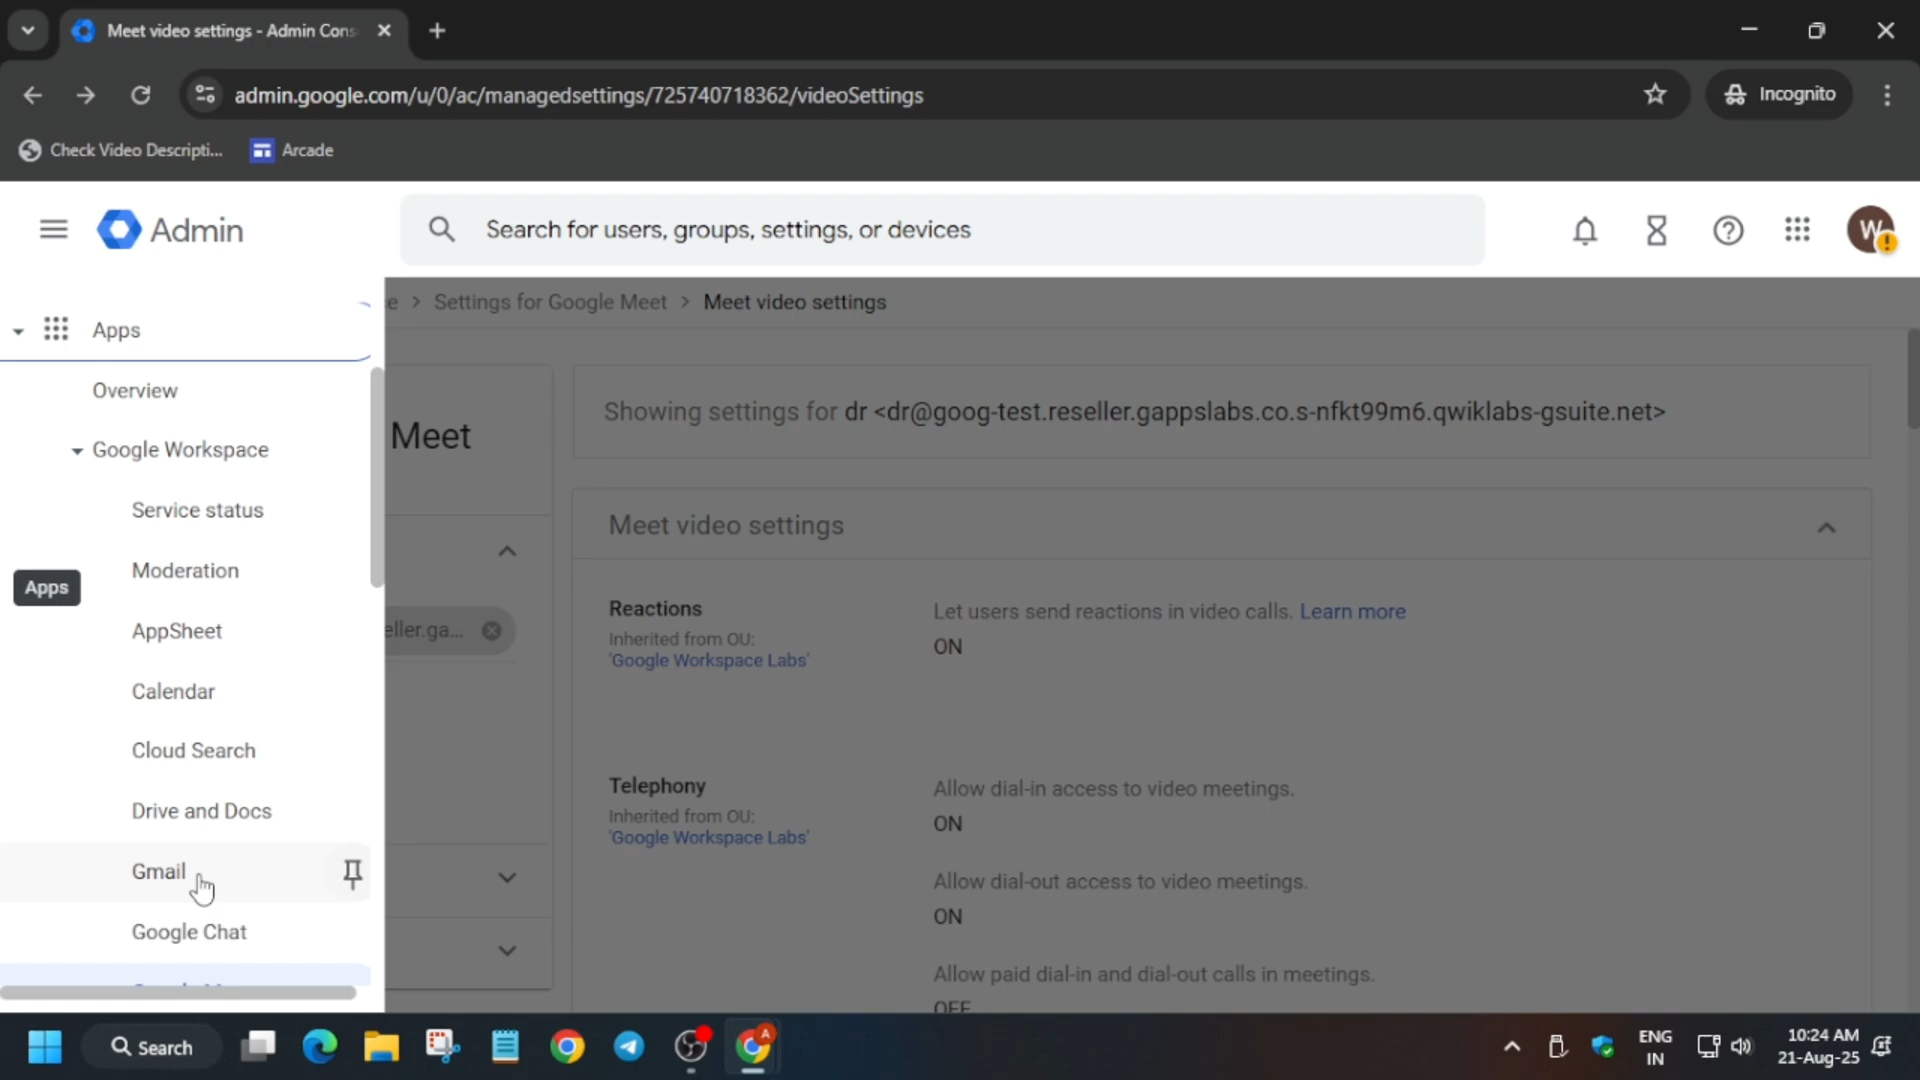 Meet video settings - Admin Cons
admin.google.com/u/0/ac/managedsettings/725740718362/videoSettings
Incognito
Check Video Descripti...
Arcade
Admin
Search for users, groups, settings, or devices
W
e > Settings for Google Meet > Meet video settings
Apps
Overview
Google Workspace
Service status
Moderation
Apps
AppSheet
Calendar
Cloud Search
Drive and Docs
Gmail
Google Chat
Meet
eller.ga...
Showing settings for dr <dr@goog-test.reseller.gappslabs.co.s-nfkt99m6.qwiklabs-gsuite.net>
Meet video settings
Reactions
Inherited from OU:
'Google Workspace Labs'
Let users send reactions in video calls. Learn more
ON
Telephony
Inherited from OU:
'Google Workspace Labs'
Allow dial-in access to video meetings.
ON
Allow dial-out access to video meetings.
ON
Allow paid dial-in and dial-out calls in meetings.
OFF
Search
A
ENG
IN
10:24 AM
21-Aug-25